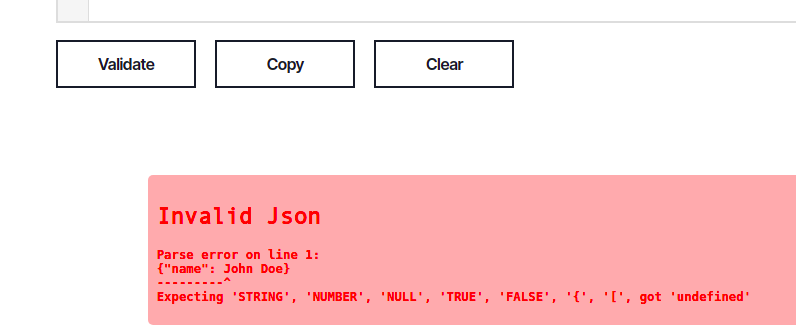 Validate Copy Clear
Invalid Json
Parse error on line 1:
{"name": John Doe}
---------^
Expecting 'STRING', 'NUMBER', 'NULL', 'TRUE', 'FALSE', '{', '[', got 'undefined'